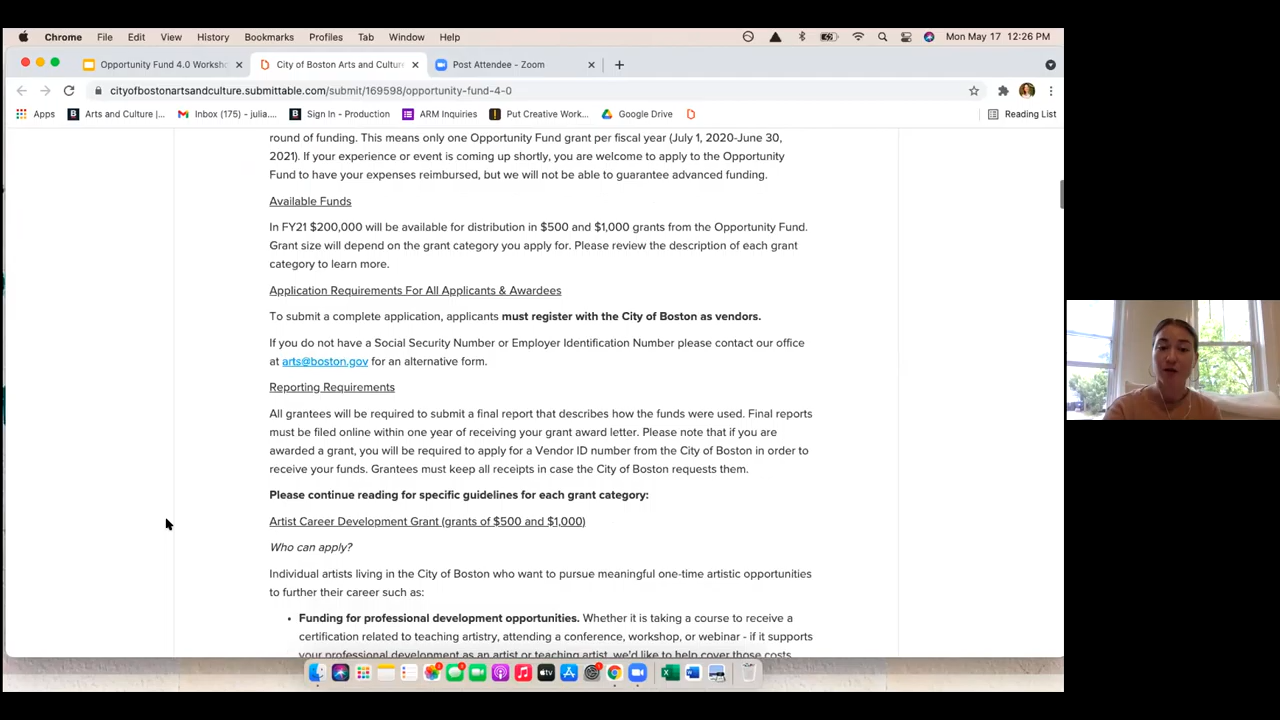 Chrome File Edit View History Bookmarks Profiles Tab Window Help Mon May 17 12:26 PM
Opportunity Fund 4.0 Worksh City of Boston Arts and Culture Post Attendee - Zoom
cityofbostonartsandculture.submittable.com/submit/169598/opportunity-fund-4-0
Apps Arts and Culture |... Inbox (175) - julia.... Sign In - Production ARM Inquiries Put Creative Work... Google Drive Reading List
round of funding. This means only one Opportunity Fund grant per fiscal year (July 1, 2020-June 30,
2021). If your experience or event is coming up shortly, you are welcome to apply to the Opportunity
Fund to have your expenses reimbursed, but we will not be able to guarantee advanced funding.
Available Funds
In FY21 $200,000 will be available for distribution in $500 and $1,000 grants from the Opportunity Fund.
Grant size will depend on the grant category you apply for. Please review the description of each grant
category to learn more.
Application Requirements For All Applicants & Awardees
To submit a complete application, applicants must register with the City of Boston as vendors.
If you do not have a Social Security Number or Employer Identification Number please contact our office
at arts@boston.gov for an alternative form.
Reporting Requirements
All grantees will be required to submit a final report that describes how the funds were used. Final reports
must be filed online within one year of receiving your grant award letter. Please note that if you are
awarded a grant, you will be required to apply for a Vendor ID number from the City of Boston in order to
receive your funds. Grantees must keep all receipts in case the City of Boston requests them.
Please continue reading for specific guidelines for each grant category:
Artist Career Development Grant (grants of $500 and $1,000)
Who can apply?
Individual artists living in the City of Boston who want to pursue meaningful one-time artistic opportunities
to further their career such as:
• Funding for professional development opportunities. Whether it is taking a course to receive a
certification related to teaching artistry, attending a conference, workshop, or webinar - if it supports
your professional development as an artist or teaching artist, we'd like to help cover those costs